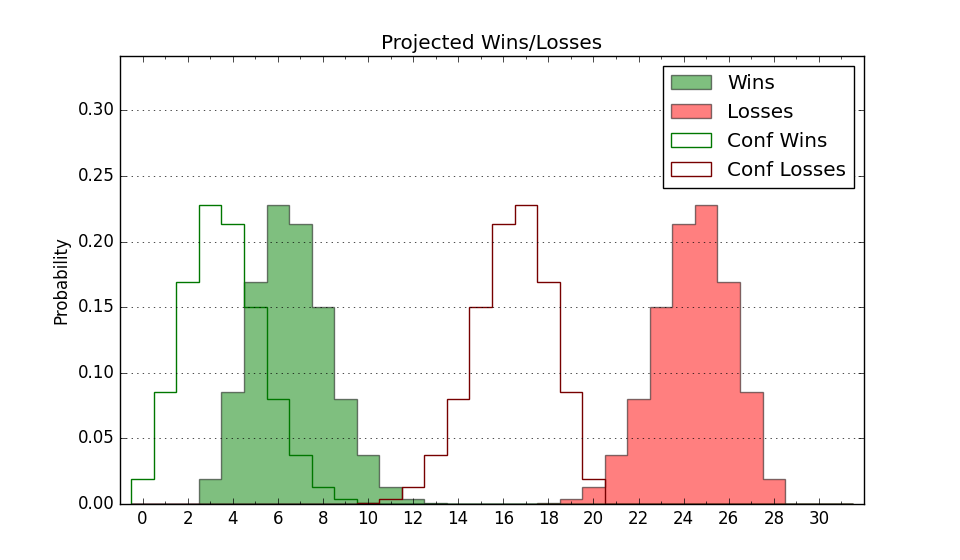 Projected Wins/Losses
Wins
Losses
Conf Wins
Conf Losses
Probability
0.30
0.25
0.20
0.15
0.10
0.05
0.00
0 2 4 6 8 10 12 14 16 18 20 22 24 26 28 30